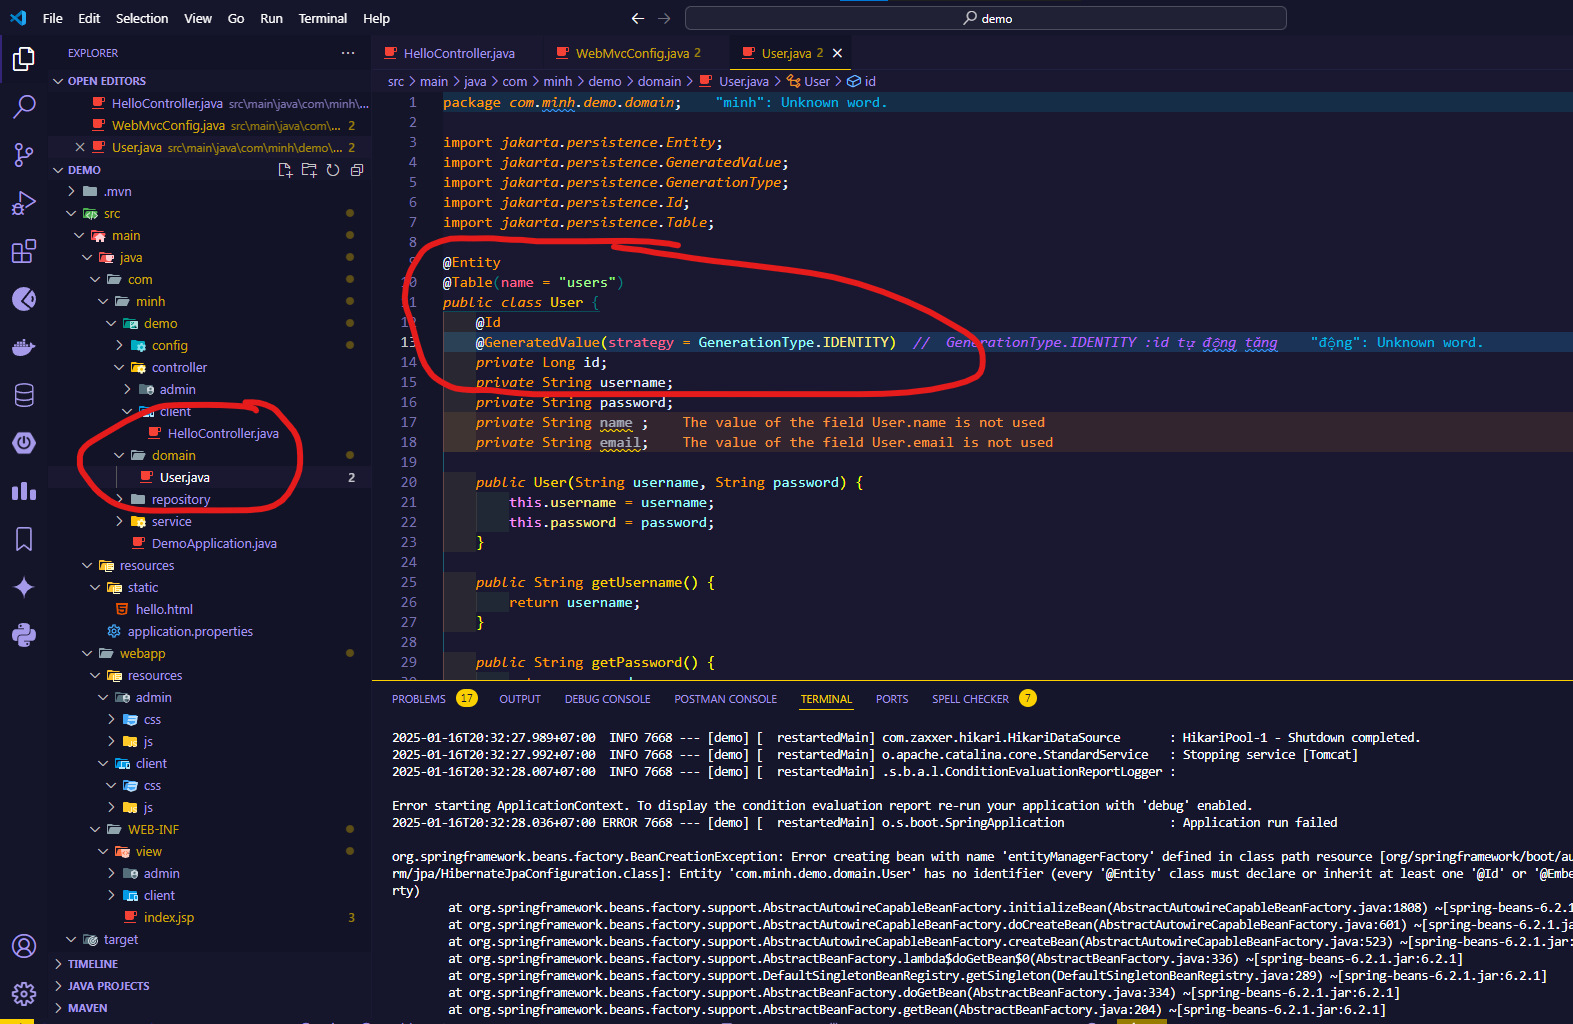 File Edit Selection View Go Run Terminal Help
demo
EXPLORER
OPEN EDITORS
HelloController.java src\main\java\com\minh\...
WebMvcConfig.java src\main\java\com\... 2
User.java src\main\java\com\minh\demo\... 2
DEMO
.mvn
src
main
java
com
minh
demo
config
controller
admin
client
HelloController.java
domain
User.java 2
repository
service
DemoApplication.java
resources
static
hello.html
application.properties
webapp
resources
admin
css
js
client
css
js
WEB-INF
view
admin
client
index.jsp 3
target
TIMELINE
JAVA PROJECTS
MAVEN
HelloController.java WebMvcConfig.java 2 User.java 2
src > main > java > com > minh > demo > domain > User.java > User > id
1 package com.minh.demo.domain; "minh": Unknown word.
2
3 import jakarta.persistence.Entity;
4 import jakarta.persistence.GeneratedValue;
5 import jakarta.persistence.GenerationType;
6 import jakarta.persistence.Id;
7 import jakarta.persistence.Table;
8
9 @Entity
10 @Table(name = "users")
11 public class User {
12 @Id
13 @GeneratedValue(strategy = GenerationType.IDENTITY) // GenerationType.IDENTITY :id tự động tăng "động": Unknown word.
14 private Long id;
15 private String username;
16 private String password;
17 private String name ; The value of the field User.name is not used
18 private String email; The value of the field User.email is not used
19
20 public User(String username, String password) {
21 this.username = username;
22 this.password = password;
23 }
24
25 public String getUsername() {
26 return username;
27 }
28
29 public String getPassword() {
PROBLEMS 17 OUTPUT DEBUG CONSOLE POSTMAN CONSOLE TERMINAL PORTS SPELL CHECKER 7
2025-01-16T20:32:27.989+07:00 INFO 7668 --- [demo] [ restartedMain] com.zaxxer.hikari.HikariDataSource : HikariPool-1 - Shutdown completed.
2025-01-16T20:32:27.992+07:00 INFO 7668 --- [demo] [ restartedMain] o.apache.catalina.core.StandardService : Stopping service [Tomcat]
2025-01-16T20:32:28.007+07:00 INFO 7668 --- [demo] [ restartedMain] .s.b.a.l.ConditionEvaluationReportLogger :
Error starting ApplicationContext. To display the condition evaluation report re-run your application with 'debug' enabled.
2025-01-16T20:32:28.036+07:00 ERROR 7668 --- [demo] [ restartedMain] o.s.boot.SpringApplication : Application run failed
org.springframework.beans.factory.BeanCreationException: Error creating bean with name 'entityManagerFactory' defined in class path resource [org/springframework/boot/au
rm/jpa/HibernateJpaConfiguration.class]: Entity 'com.minh.demo.domain.User' has no identifier (every '@Entity' class must declare or inherit at least one '@Id' or '@Embe
rty)
at org.springframework.beans.factory.support.AbstractAutowireCapableBeanFactory.initializeBean(AbstractAutowireCapableBeanFactory.java:1808) ~[spring-beans-6.2.1
at org.springframework.beans.factory.support.AbstractAutowireCapableBeanFactory.doCreateBean(AbstractAutowireCapableBeanFactory.java:601) ~[spring-beans-6.2.1.ja
at org.springframework.beans.factory.support.AbstractAutowireCapableBeanFactory.createBean(AbstractAutowireCapableBeanFactory.java:523) ~[spring-beans-6.2.1.jar:
at org.springframework.beans.factory.support.AbstractBeanFactory.lambda$doGetBean$0(AbstractBeanFactory.java:336) ~[spring-beans-6.2.1.jar:6.2.1]
at org.springframework.beans.factory.support.DefaultSingletonBeanRegistry.getSingleton(DefaultSingletonBeanRegistry.java:289) ~[spring-beans-6.2.1.jar:6.2.1]
at org.springframework.beans.factory.support.AbstractBeanFactory.doGetBean(AbstractBeanFactory.java:334) ~[spring-beans-6.2.1.jar:6.2.1]
at org.springframework.beans.factory.support.AbstractBeanFactory.getBean(AbstractBeanFactory.java:204) ~[spring-beans-6.2.1.jar:6.2.1]